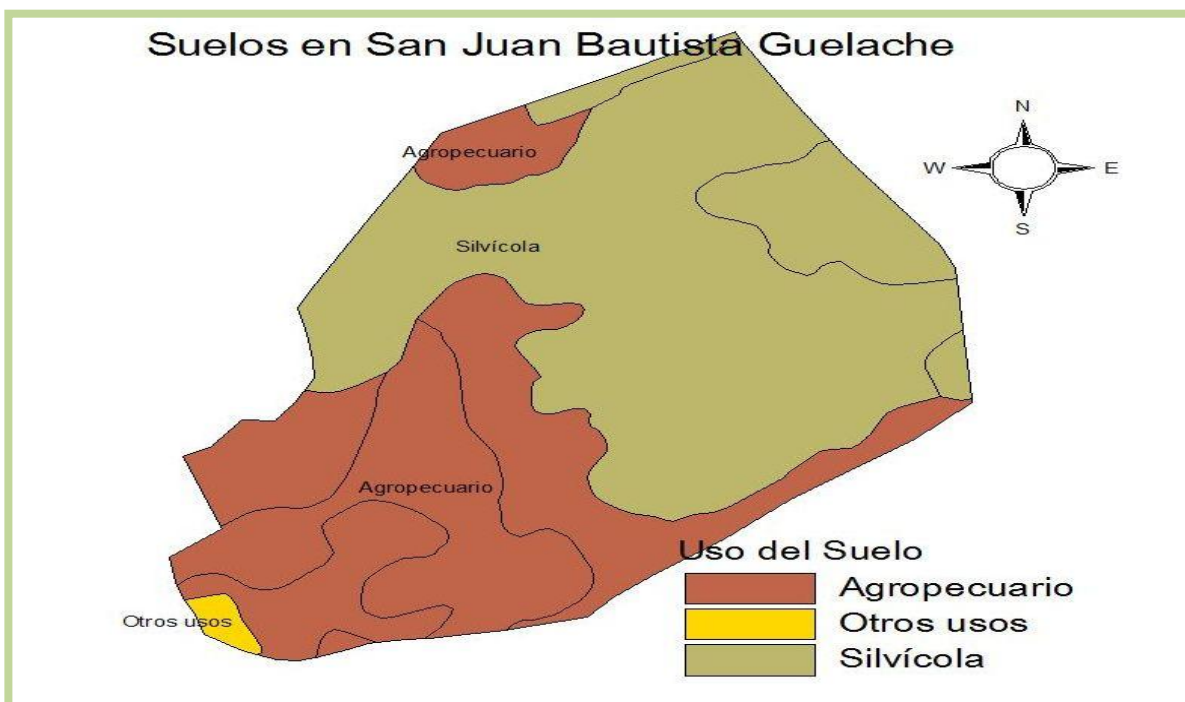 Suelos en San Juan Bautista Guelache
N
W
E
S
Agropecuario
Silvícola
Agropecuario
Otros usos
Uso del Suelo
Agropecuario
Otros usos
Silvícola